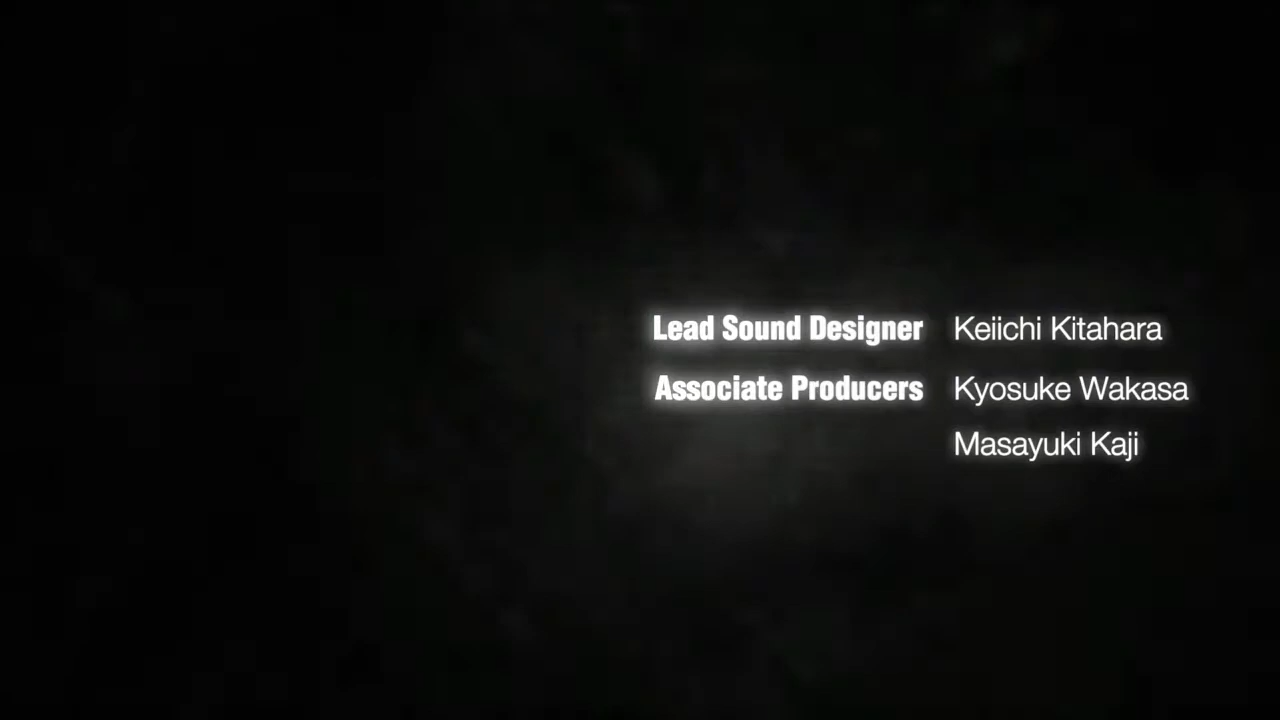 Lead Sound Designer Keiichi Kitahara
Associate Producers Kyosuke Wakasa
Masayuki Kaji